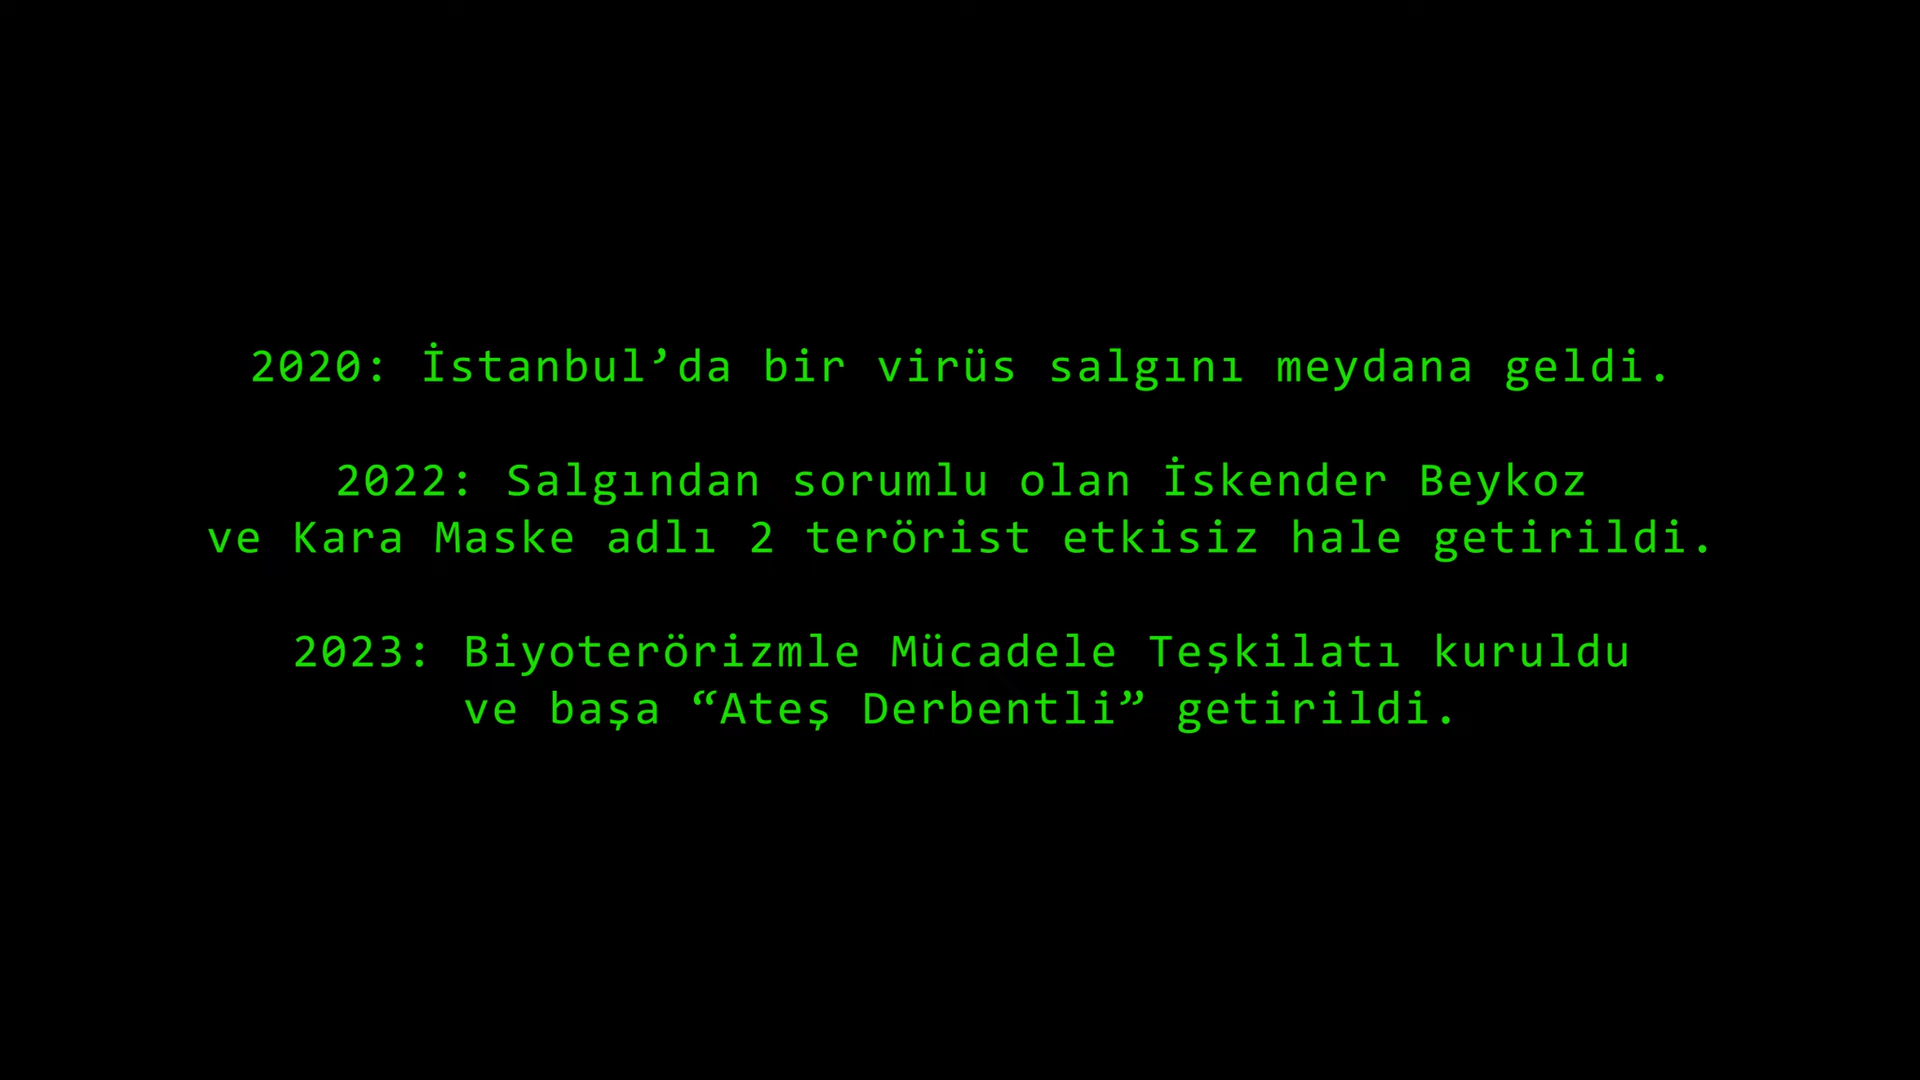 2020: İstanbul’da bir virüs salgını meydana geldi.
2022: Salgından sorumlu olan İskender Beykoz
ve Kara Maske adlı 2 terörist etkisiz hale getirildi.
2023: Biyoterörizmle Mücadele Teşkilatı kuruldu
ve başa “Ateş Derbentli” getirildi.